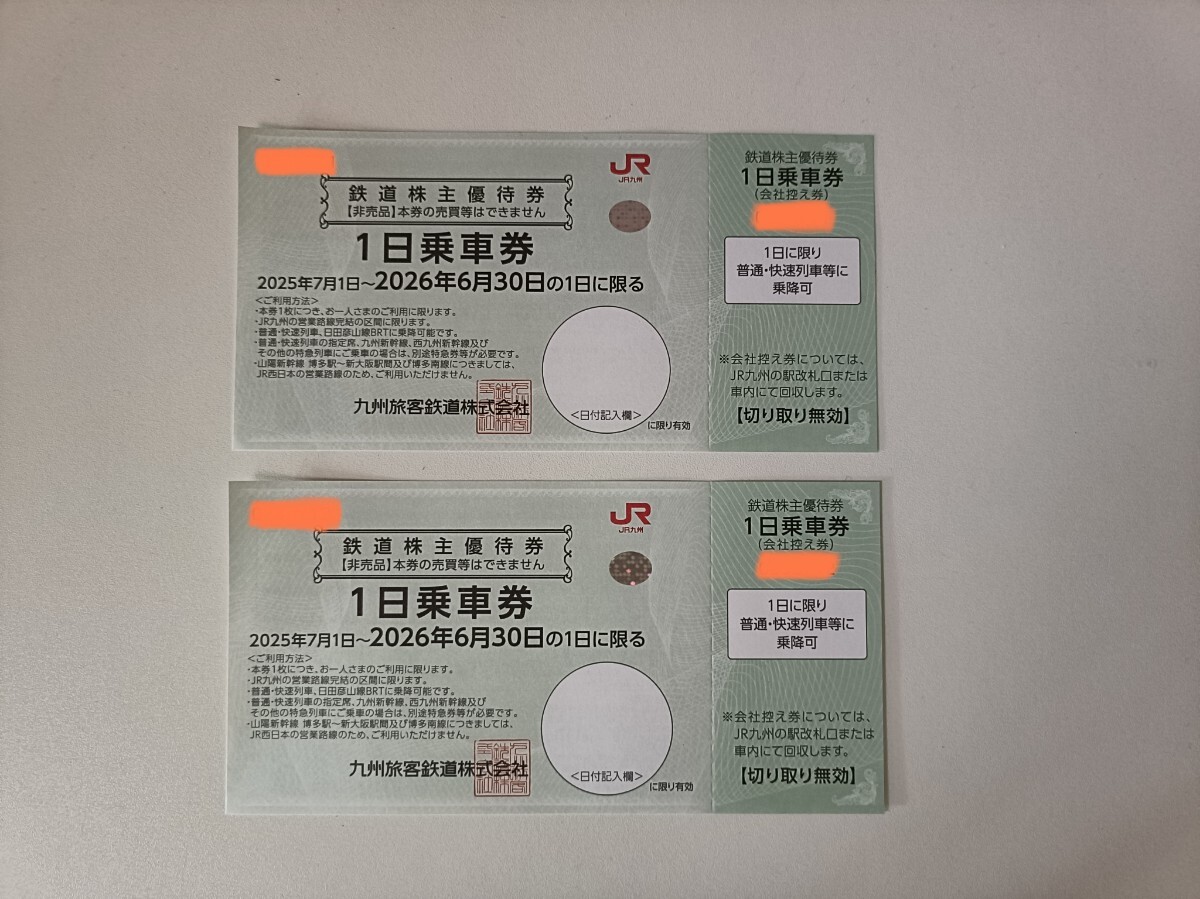 JR
JR九州
鉄道株主優待券
【非売品】本券の売買等はできません
1日乗車券
2025年7月1日～2026年6月30日の1日に限る
＜ご利用方法＞
・本券1枚につき、お一人さまのご利用に限ります。
・JR九州の営業路線完結の区間に限ります。
・普通・快速列車、日田彦山線BRTに乗降可能です。
・普通・快速列車の指定席、九州新幹線、西九州新幹線及び
その他の特急列車にご乗車の場合は、別途特急券等が必要です。
・山陽新幹線 博多駅～新大阪駅間及び博多南線につきましては、
JR西日本の営業路線のため、ご利用いただけません。
九州旅客鉄道株式会社
＜日付記入欄＞
に限り有効
鉄道株主優待券
1日乗車券
(会社控え券)
1日に限り
普通・快速列車等に
乗降可
※会社控え券については、
JR九州の駅改札口または
車内にて回収します。
【切り取り無効】
JR
JR九州
鉄道株主優待券
【非売品】本券の売買等はできません
1日乗車券
2025年7月1日～2026年6月30日の1日に限る
＜ご利用方法＞
・本券1枚につき、お一人さまのご利用に限ります。
・JR九州の営業路線完結の区間に限ります。
・普通・快速列車、日田彦山線BRTに乗降可能です。
・普通・快速列車の指定席、九州新幹線、西九州新幹線及び
その他の特急列車にご乗車の場合は、別途特急券等が必要です。
・山陽新幹線 博多駅～新大阪駅間及び博多南線につきましては、
JR西日本の営業路線のため、ご利用いただけません。
九州旅客鉄道株式会社
＜日付記入欄＞
に限り有効
鉄道株主優待券
1日乗車券
(会社控え券)
1日に限り
普通・快速列車等に
乗降可
※会社控え券については、
JR九州の駅改札口または
車内にて回収します。
【切り取り無効】